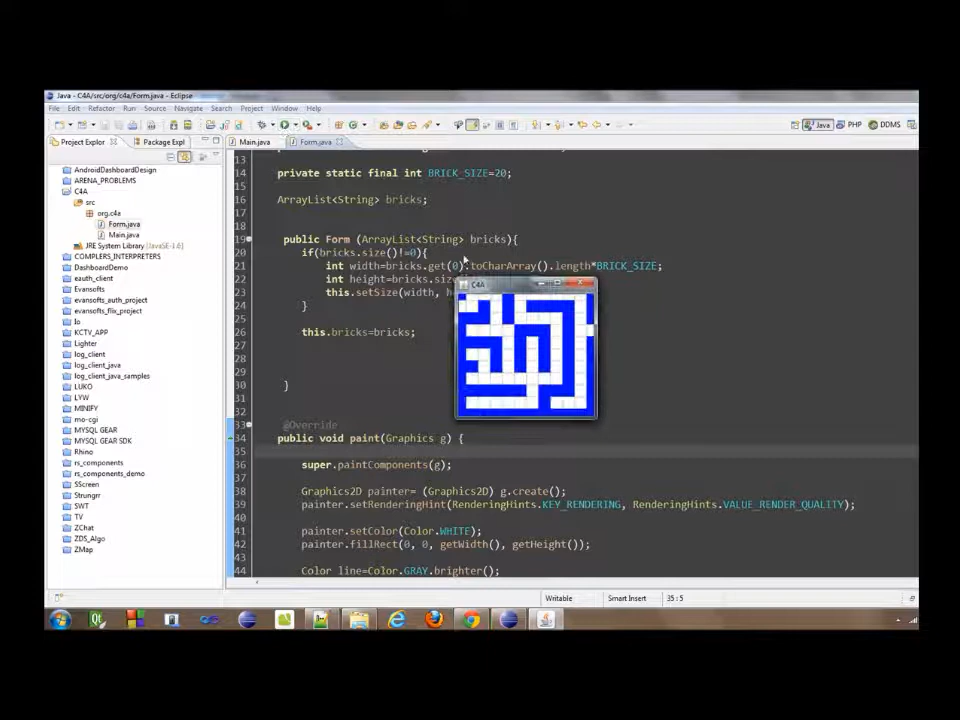 Java - C4A/src/org/c4a/Form.java - Eclipse
File Edit Refactor Run Source Navigate Search Project Window Help
Java PHP DDMS
Project Explor Package Expl
Main.java Form.java
AndroidDashboardDesign
ARENA_PROBLEMS
C4A
src
org.c4a
Form.java
Main.java
JRE System Library [JavaSE-1.6]
COMPLERS_INTERPRETERS
DashboardDemo
eauth_client
Evansofts
evansofts_auth_project
evansofts_flix_project
Io
KCTV_APP
Lighter
log_client
log_client_java
log_client_java_samples
LUKO
LYW
MINIFY
mo-cgi
MYSQL GEAR
MYSQL GEAR SDK
Rhino
rs_components
rs_components_demo
SScreen
Strungr
SWT
TV
ZChat
ZDS_Algo
ZMap
13
14 private static final int BRICK_SIZE=20;
15
16 ArrayList<String> bricks;
17
18
19 public Form (ArrayList<String> bricks){
20 if(bricks.size()!=0){
21 int width=bricks.get(0).toCharArray().length*BRICK_SIZE;
22 int height=bricks.size
23 this.setSize(width, h
24 }
25
26 this.bricks=bricks;
27
28
29
30 }
31
32
33 @Override
34 public void paint(Graphics g) {
35
36 super.paintComponents(g);
37
38 Graphics2D painter= (Graphics2D) g.create();
39 painter.setRenderingHint(RenderingHints.KEY_RENDERING, RenderingHints.VALUE_RENDER_QUALITY);
40
41 painter.setColor(Color.WHITE);
42 painter.fillRect(0, 0, getWidth(), getHeight());
43
44 Color line=Color.GRAY.brighter();
C4A
Writable Smart Insert 35 : 5